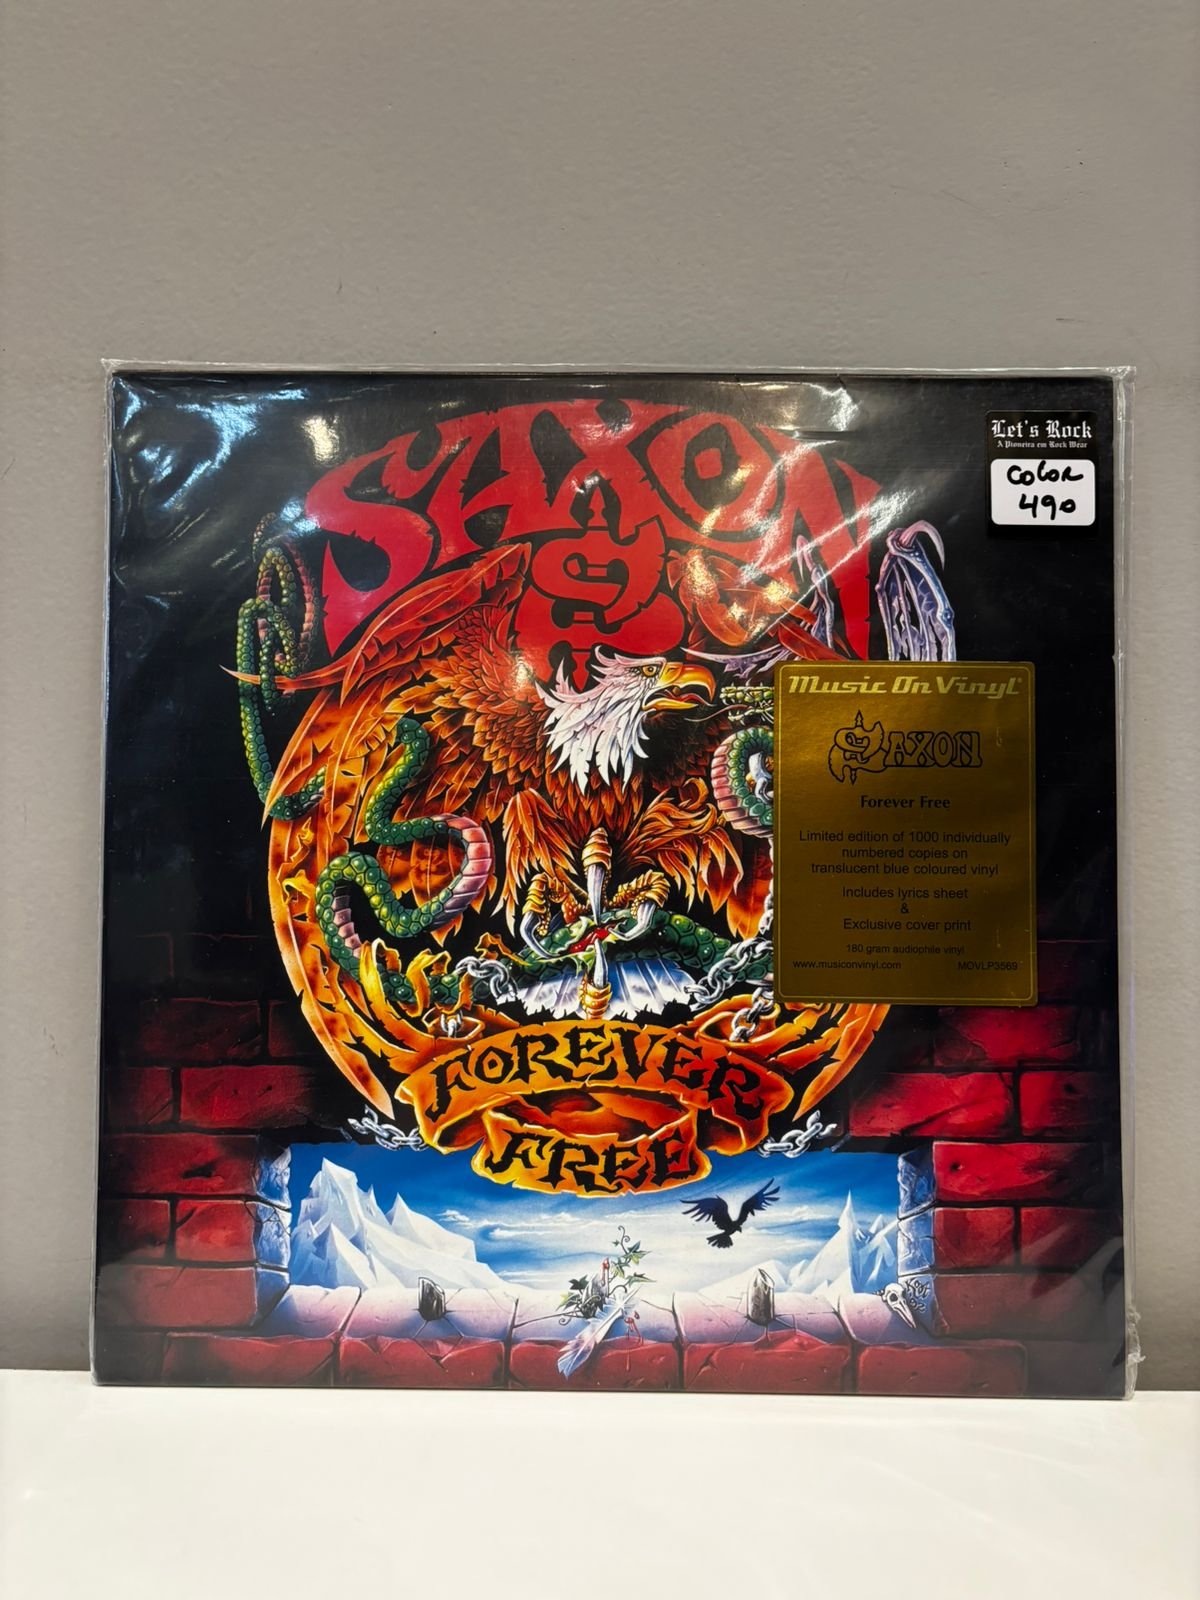 SAXON
S
Let's Rock
A Pioneira em Rock Wear
COLOR
490
Music On Vinyl
SAXON
Forever Free
Limited edition of 1000 individually
numbered copies on
translucent blue coloured vinyl
Includes lyrics sheet
&
Exclusive cover print
180 gram audiophile vinyl
www.musiconvinyl.com MOVLP3569
FOREVER
FREE